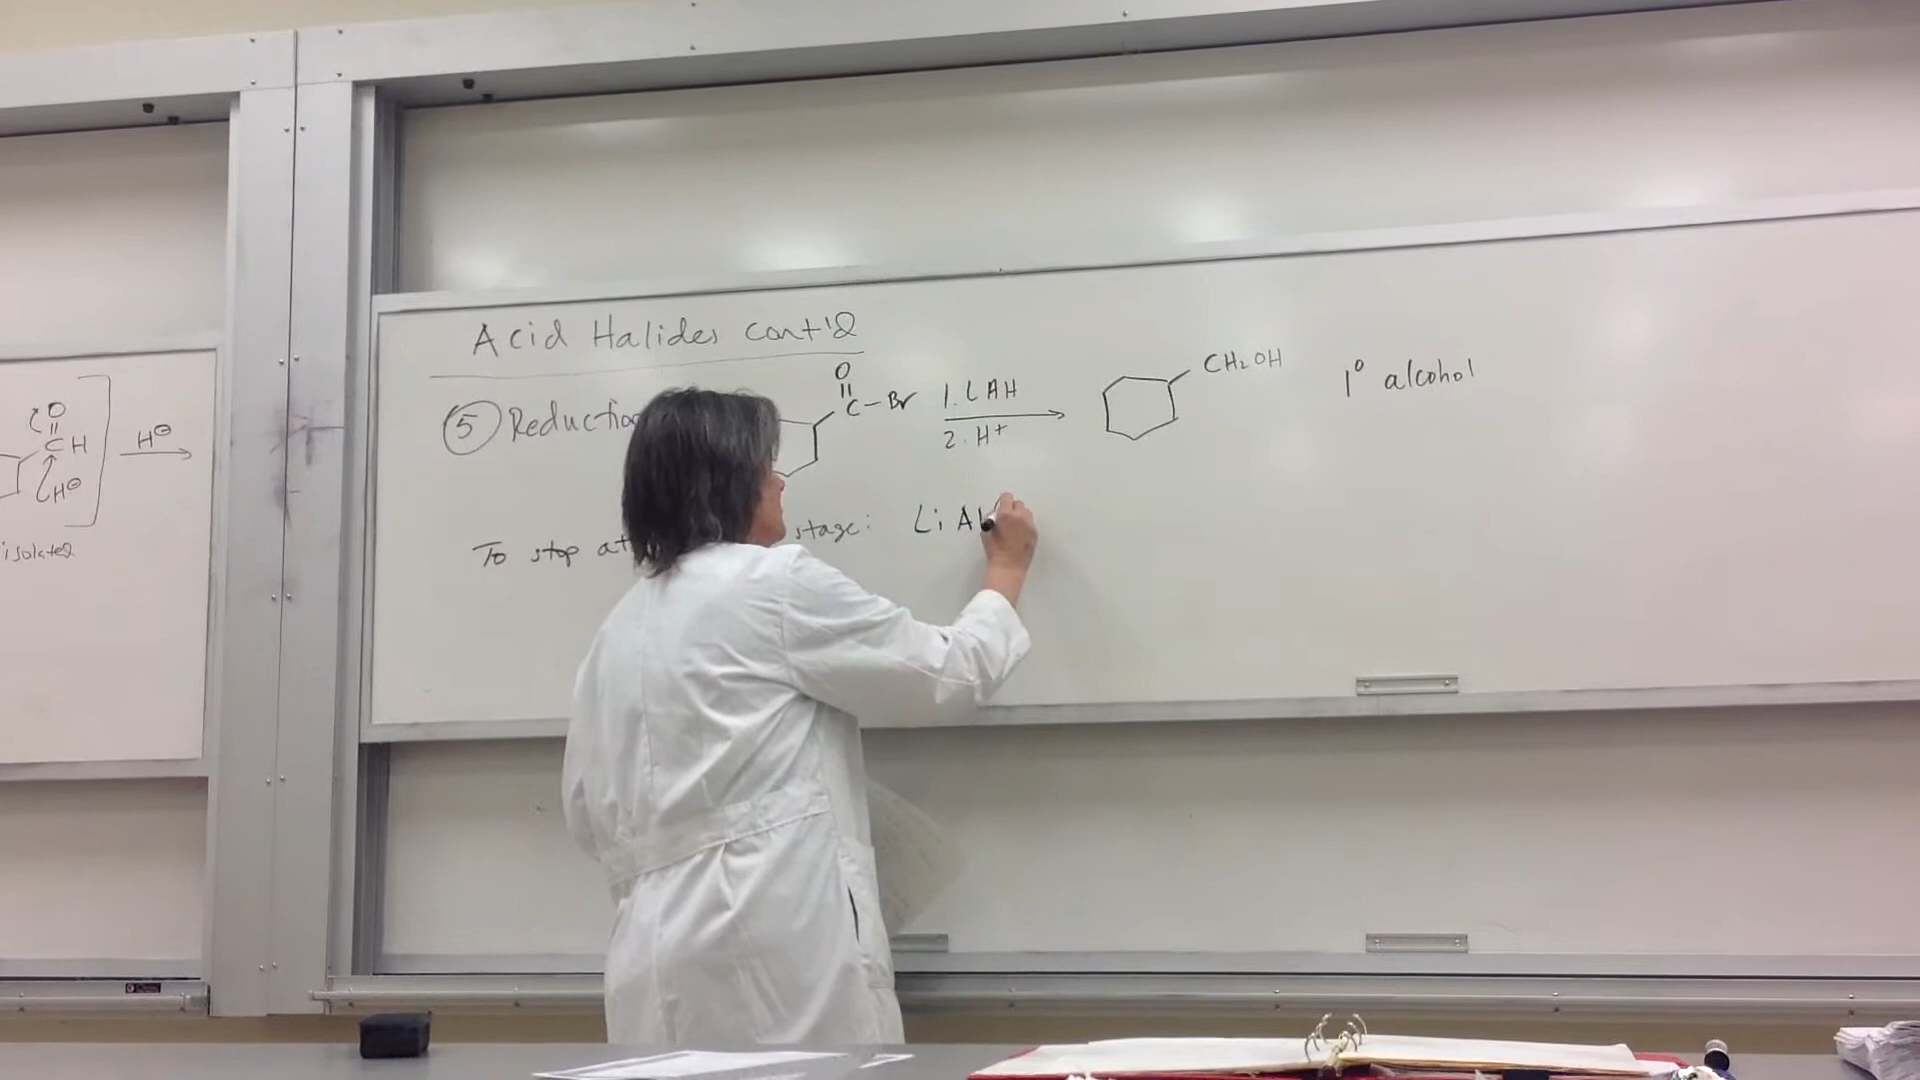 Acid Halides cont'd
5 Reduction
O
C-Br
1. LAH
2. H+
CH2OH
1° alcohol
To stop at stage: Li Al
O
CH
H⊖
H⊖
isolated